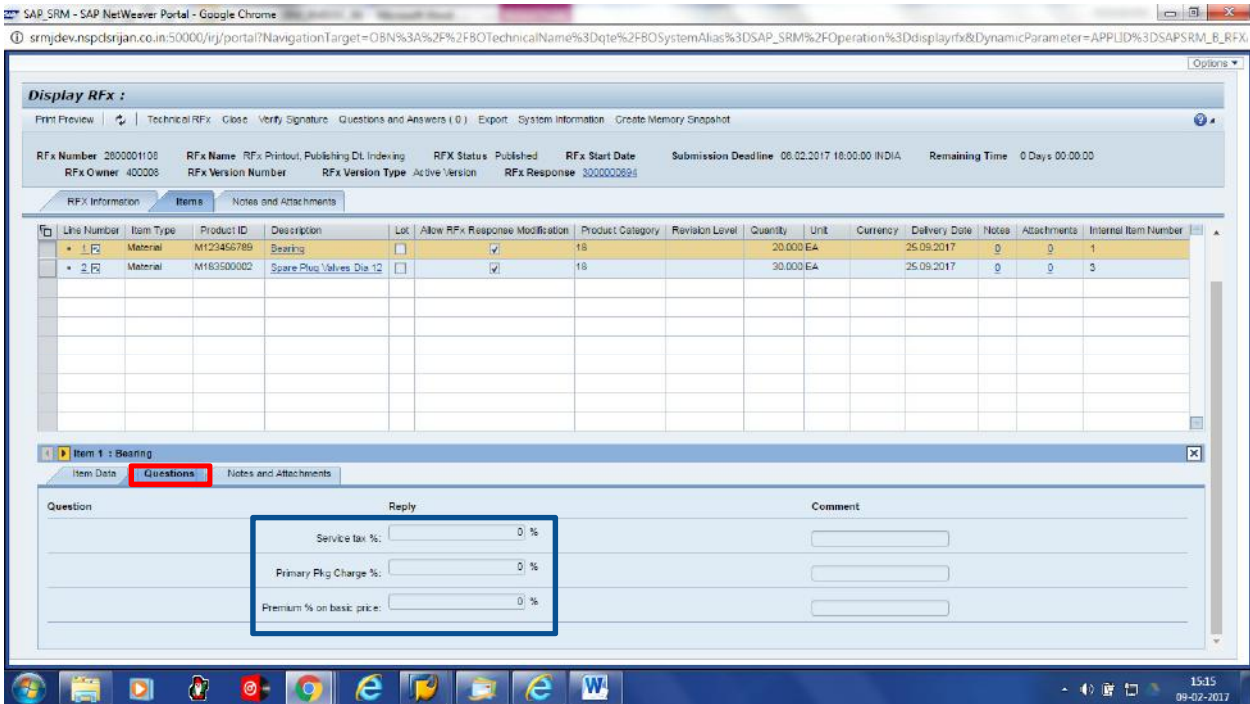 SAP_SRM - SAP NetWeaver Portal - Google Chrome
srmjdev.nspclsrijan.co.in:50000/irj/portal?NavigationTarget=OBN%3A%2F%2FBOTechnicalName%3Dqte%2FBOSystemAlias%3DSAP_SRM%2FOperation%3Ddisplayrfx&DynamicParameter=APPLID%3DSAPSRM_B_RFX
Options
Display RFx :
Print Preview Technical RFx Close Verify Signature Questions and Answers ( 0 ) Export System Information Create Memory Snapshot
RFx Number 2800001108 RFx Name RFx Printout, Publishing Dt. Indexing RFX Status Published RFx Start Date Submission Deadline 08.02.2017 18:00:00 INDIA Remaining Time 0 Days 00:00:00
RFx Owner 400008 RFx Version Number RFx Version Type Active Version RFx Response 3000000694
RFX Information Items Notes and Attachments
Line Number Item Type Product ID Description Lot Allow RFx Response Modification Product Category Revision Level Quantity Unit Currency Delivery Date Notes Attachments Internal Item Number
• 1 Material M123456789 Bearing 18 20.000 EA 25.09.2017 0 0 1
• 2 Material M183500002 Spare Plug Valves Dia 12 18 30.000 EA 25.09.2017 0 0 3
Item 1 : Bearing
Item Data Questions Notes and Attachments
Question Reply Comment
Service tax %: 0 %
Primary Pkg Charge %: 0 %
Premium % on basic price: 0 %
W
15:15
09-02-2017